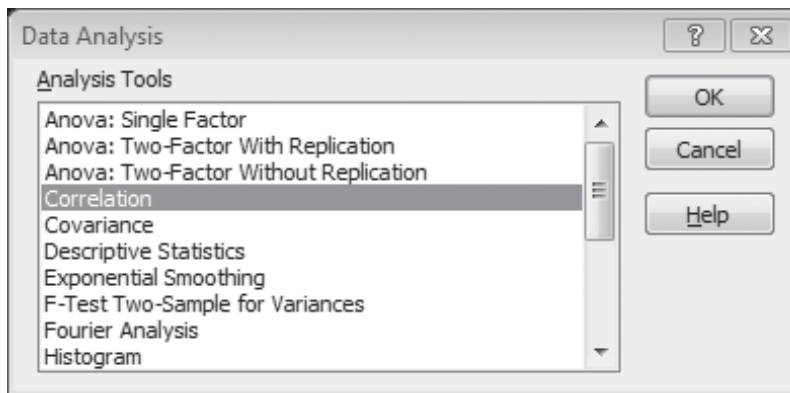 Data Analysis
?
Analysis Tools
Anova: Single Factor
Anova: Two-Factor With Replication
Anova: Two-Factor Without Replication
Correlation
Covariance
Descriptive Statistics
Exponential Smoothing
F-Test Two-Sample for Variances
Fourier Analysis
Histogram
OK
Cancel
Help